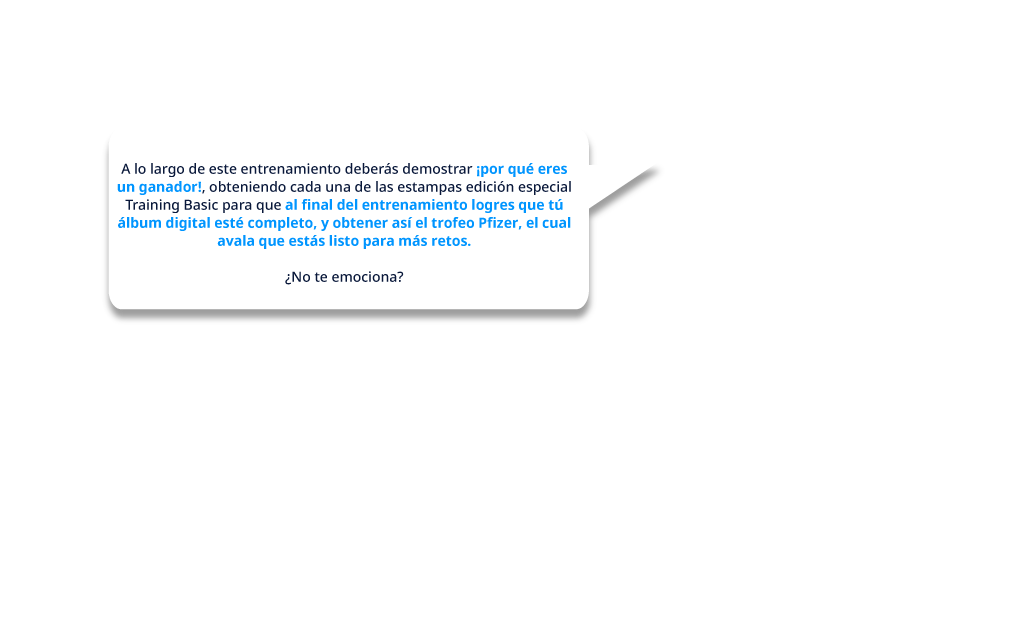 A lo largo de este entrenamiento deberás demostrar ¡por qué eres
un ganador!, obteniendo cada una de las estampas edición especial
Training Basic para que al final del entrenamiento logres que tú
álbum digital esté completo, y obtener así el trofeo Pfizer, el cual
avala que estás listo para más retos.
¿No te emociona?